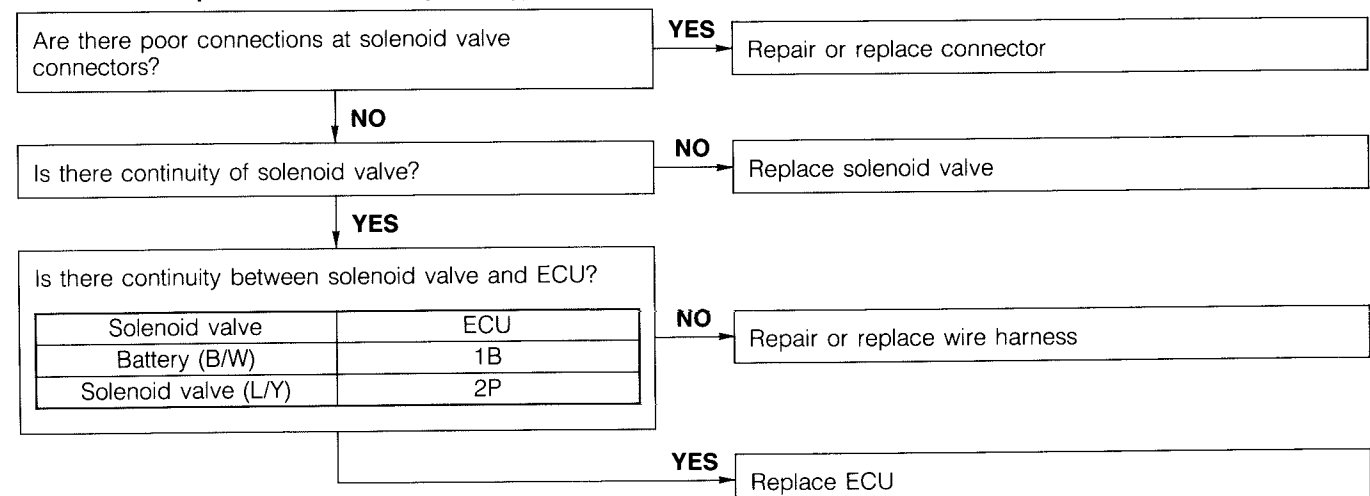 Are there poor connections at solenoid valve
connectors?
YES
Repair or replace connector
NO
Is there continuity of solenoid valve?
NO
Replace solenoid valve
YES
Is there continuity between solenoid valve and ECU?
Solenoid valve ECU
Battery (B/W) 1B
Solenoid valve (L/Y) 2P
NO
Repair or replace wire harness
YES
Replace ECU